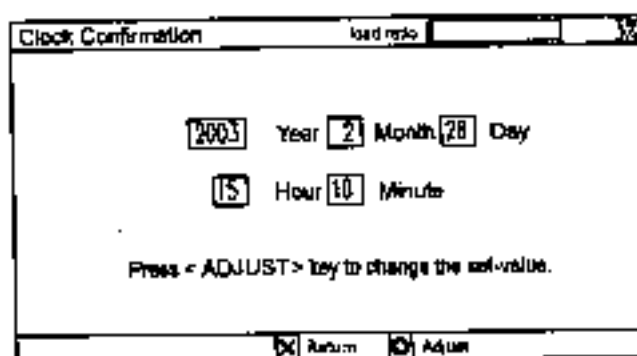 Clock Confirmation load ratio
2003 Year 2 Month 28 Day
15 Hour 10 Minute
Press < ADJUST > key to change the set-value.
Return Adjust